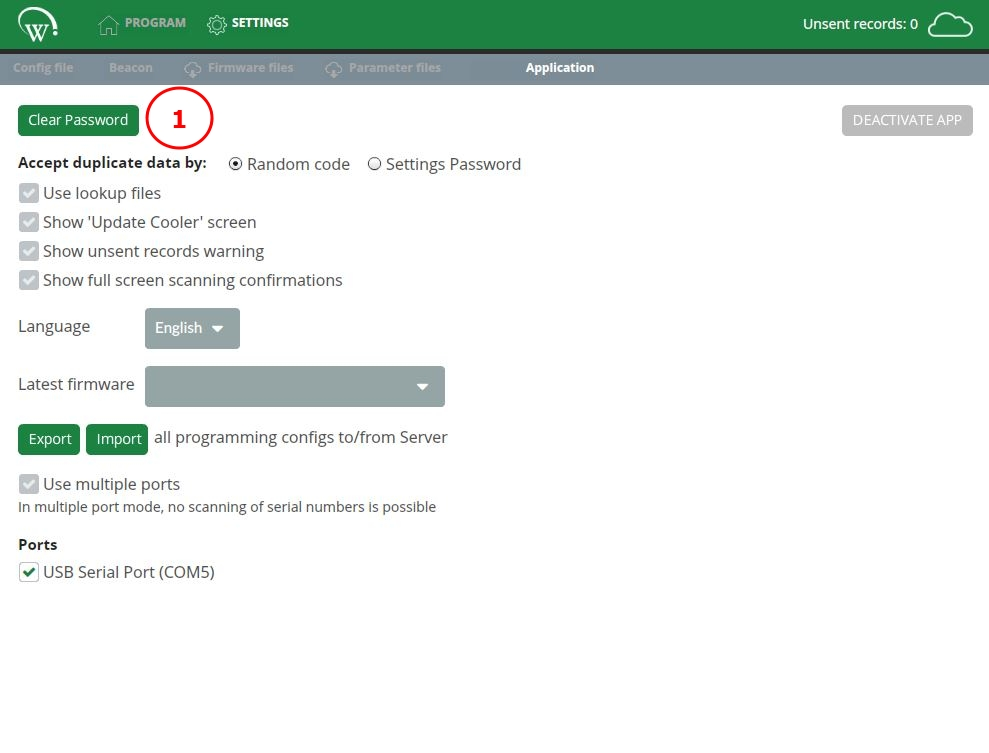 W
PROGRAM
SETTINGS
Unsent records: 0
Config file
Beacon
Firmware files
Parameter files
Application
Clear Password
1
DEACTIVATE APP
Accept duplicate data by:
Random code
Settings Password
Use lookup files
Show 'Update Cooler' screen
Show unsent records warning
Show full screen scanning confirmations
Language
English
Latest firmware
Export
Import
all programming configs to/from Server
Use multiple ports
In multiple port mode, no scanning of serial numbers is possible
Ports
USB Serial Port (COM5)